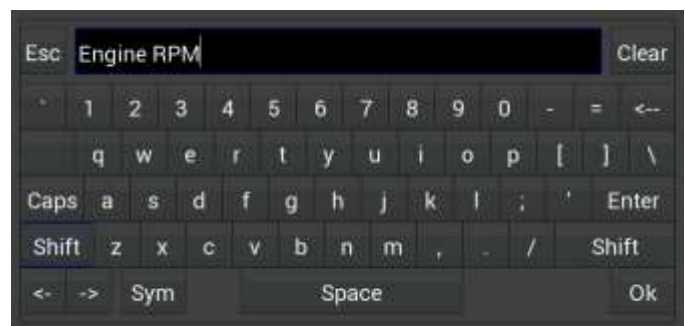 Esc Engine RPM Clear
` 1 2 3 4 5 6 7 8 9 0 - = <--
q w e r t y u i o p [ ] \
Caps a s d f g h j k l ; ' Enter
Shift z x c v b n m , . / Shift
<- -> Sym Space Ok